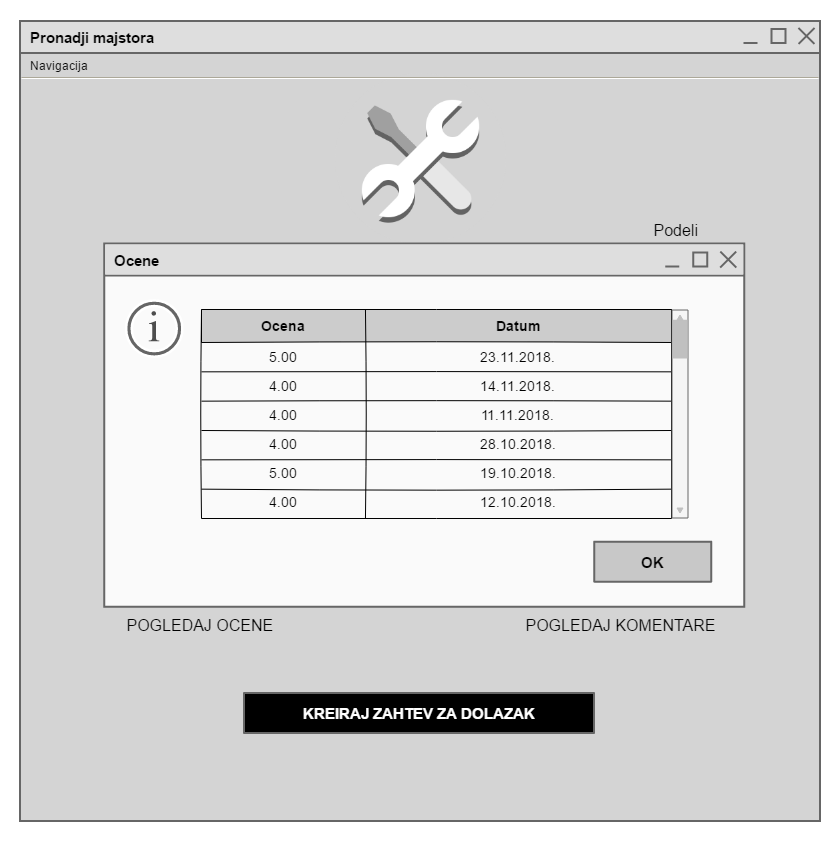 Pronadji majstora
Navigacija
Podeli
Ocene
i
Ocena Datum
5.00 23.11.2018.
4.00 14.11.2018.
4.00 11.11.2018.
4.00 28.10.2018.
5.00 19.10.2018.
4.00 12.10.2018.
OK
POGLEDAJ OCENE POGLEDAJ KOMENTARE
KREIRAJ ZAHTEV ZA DOLAZAK